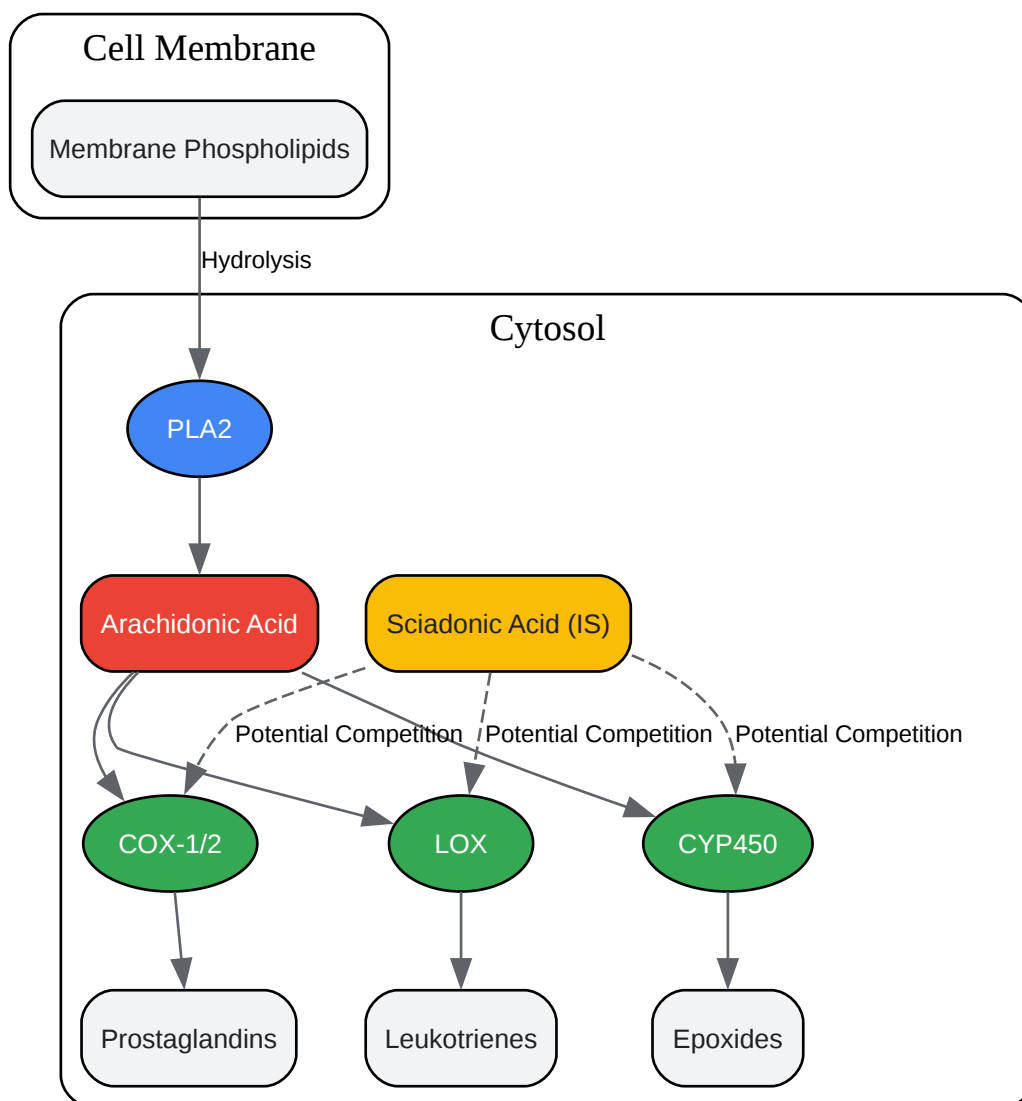 Cell Membrane
Membrane Phospholipids
Hydrolysis
Cytosol
PLA2
Arachidonic Acid
Sciadonic Acid (IS)
Potential Competition
Potential Competition
Potential Competition
COX-1/2
LOX
CYP450
Prostaglandins
Leukotrienes
Epoxides